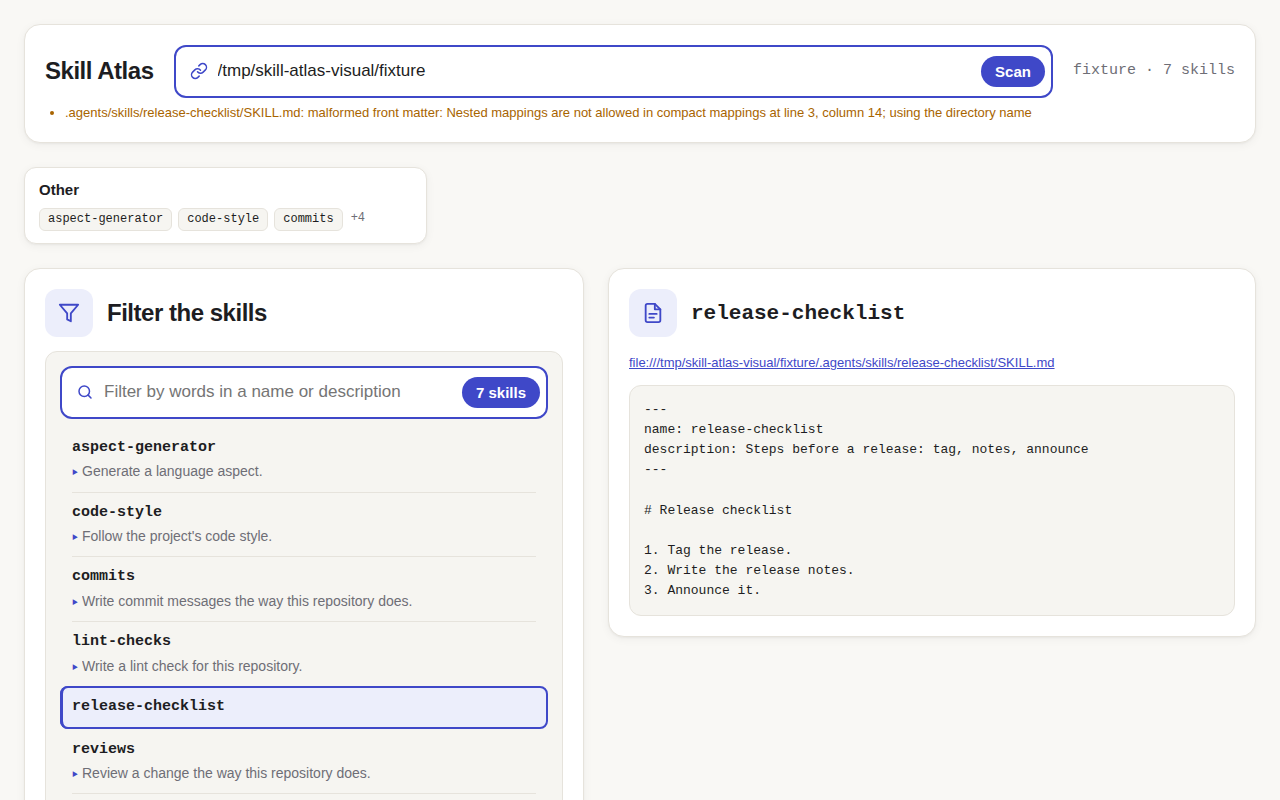 Skill Atlas
/tmp/skill-atlas-visual/fixture
Scan
fixture · 7 skills
• .agents/skills/release-checklist/SKILL.md: malformed front matter: Nested mappings are not allowed in compact mappings at line 3, column 14; using the directory name
Other
aspect-generator code-style commits +4
Filter the skills
Filter by words in a name or description
7 skills
aspect-generator
▸ Generate a language aspect.
code-style
▸ Follow the project's code style.
commits
▸ Write commit messages the way this repository does.
lint-checks
▸ Write a lint check for this repository.
release-checklist
reviews
▸ Review a change the way this repository does.
release-checklist
file:///tmp/skill-atlas-visual/fixture/.agents/skills/release-checklist/SKILL.md
---
name: release-checklist
description: Steps before a release: tag, notes, announce
---
# Release checklist
1. Tag the release.
2. Write the release notes.
3. Announce it.